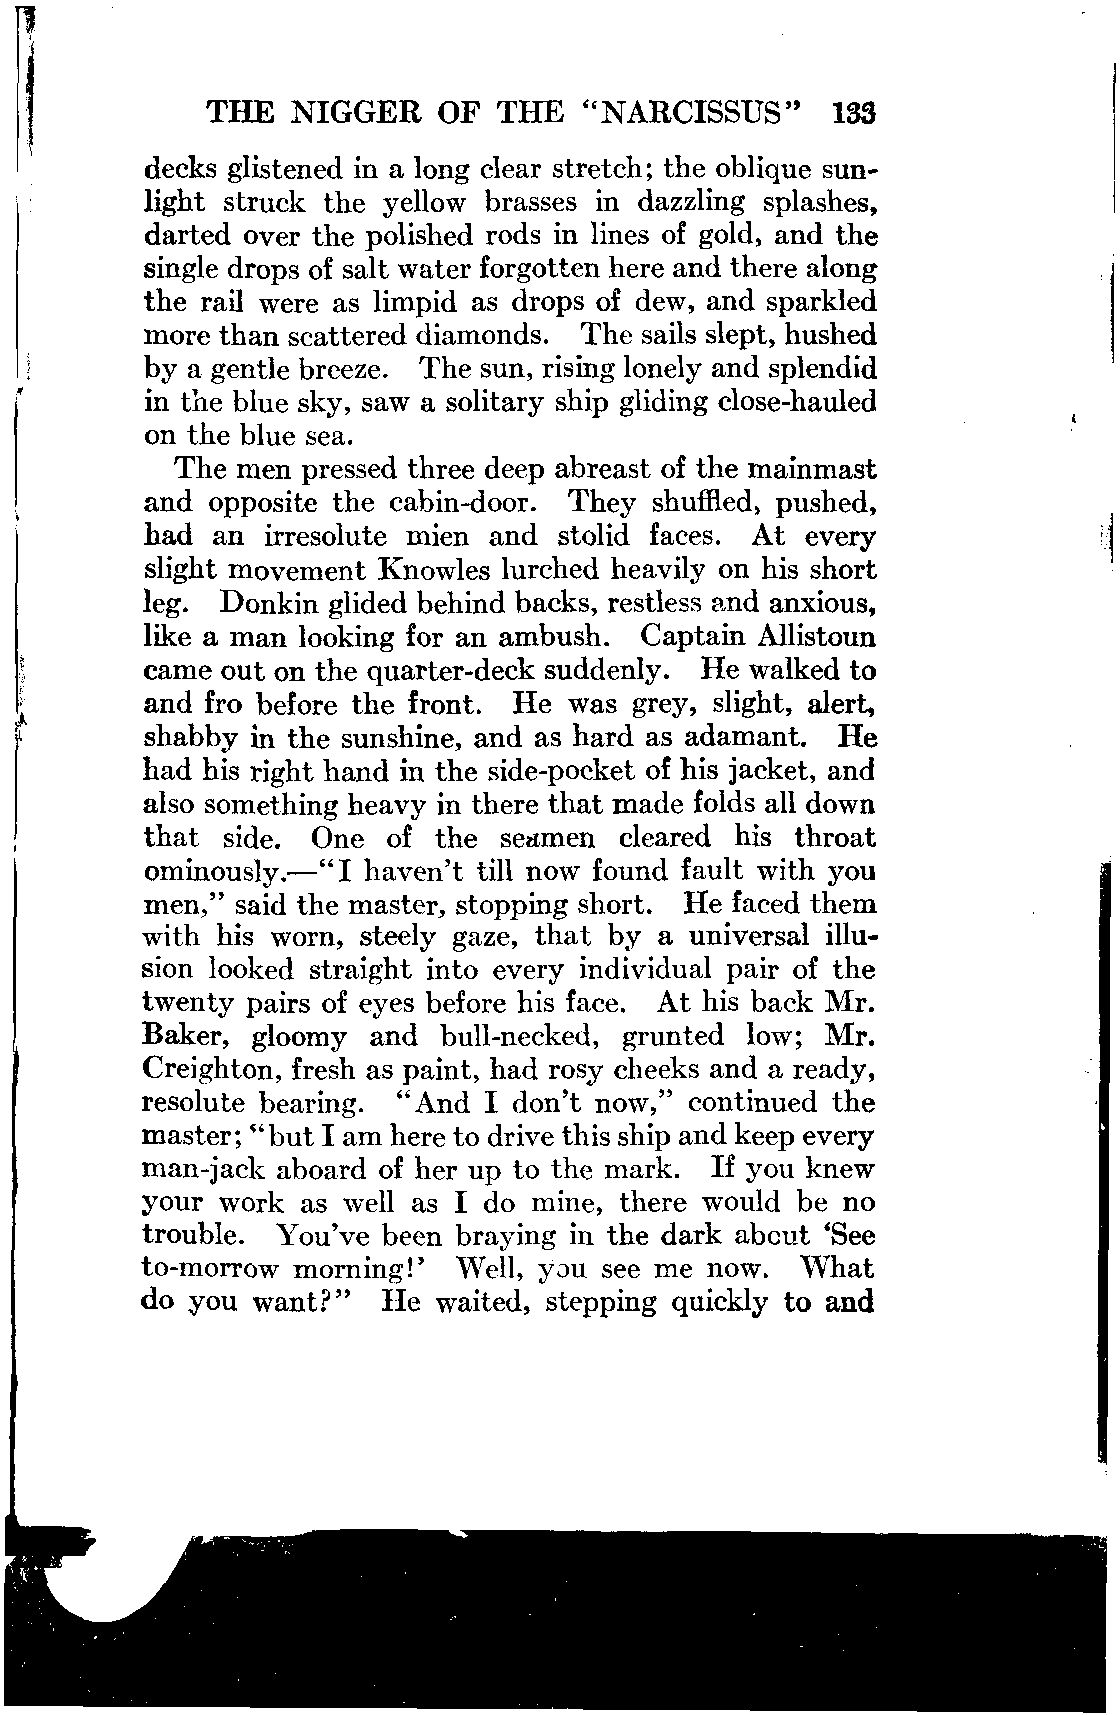 THE NIGGER OF THE "NARCISSUS" 133
decks glistened in a long clear stretch; the oblique sun-
light struck the yellow brasses in dazzling splashes,
darted over the polished rods in lines of gold, and the
single drops of salt water forgotten here and there along
the rail were as limpid as drops of dew, and sparkled
more than scattered diamonds. The sails slept, hushed
by a gentle breeze. The sun, rising lonely and splendid
in the blue sky, saw a solitary ship gliding close-hauled
on the blue sea.
The men pressed three deep abreast of the mainmast
and opposite the cabin-door. They shuffled, pushed,
had an irresolute mien and stolid faces. At every
slight movement Knowles lurched heavily on his short
leg. Donkin glided behind backs, restless and anxious,
like a man looking for an ambush. Captain Allistoun
came out on the quarter-deck suddenly. He walked to
and fro before the front. He was grey, slight, alert,
shabby in the sunshine, and as hard as adamant. He
had his right hand in the side-pocket of his jacket, and
also something heavy in there that made folds all down
that side. One of the seamen cleared his throat
ominously.—"I haven't till now found fault with you
men," said the master, stopping short. He faced them
with his worn, steely gaze, that by a universal illu-
sion looked straight into every individual pair of the
twenty pairs of eyes before his face. At his back Mr.
Baker, gloomy and bull-necked, grunted low; Mr.
Creighton, fresh as paint, had rosy cheeks and a ready,
resolute bearing. "And I don't now," continued the
master; "but I am here to drive this ship and keep every
man-jack aboard of her up to the mark. If you knew
your work as well as I do mine, there would be no
trouble. You've been braying in the dark about 'See
to-morrow morning!' Well, you see me now. What
do you want?" He waited, stepping quickly to and